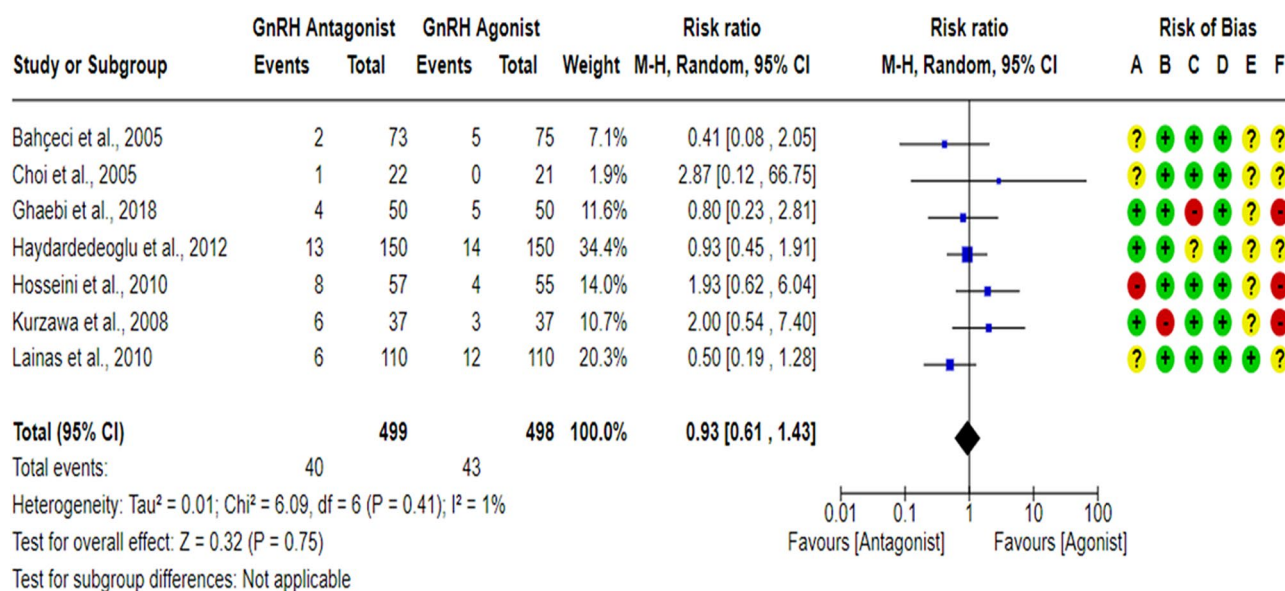 GnRH Antagonist GnRH Agonist Risk ratio Risk ratio Risk of Bias
Study or Subgroup Events Total Events Total Weight M-H, Random, 95% CI M-H, Random, 95% CI A B C D E F
Bahçeci et al., 2005 2 73 5 75 7.1% 0.41 [0.08 , 2.05] ? + + + ? ?
Choi et al., 2005 1 22 0 21 1.9% 2.87 [0.12 , 66.75] ? + + + ? ?
Ghaebi et al., 2018 4 50 5 50 11.6% 0.80 [0.23 , 2.81] + + - + ? -
Haydardedeoglu et al., 2012 13 150 14 150 34.4% 0.93 [0.45 , 1.91] + + ? + ? ?
Hosseini et al., 2010 8 57 4 55 14.0% 1.93 [0.62 , 6.04] - + + + ? -
Kurzawa et al., 2008 6 37 3 37 10.7% 2.00 [0.54 , 7.40] + - + + ? -
Lainas et al., 2010 6 110 12 110 20.3% 0.50 [0.19 , 1.28] ? + + + + ?
Total (95% CI) 499 498 100.0% 0.93 [0.61 , 1.43]
Total events: 40 43
Heterogeneity: Tau² = 0.01; Chi² = 6.09, df = 6 (P = 0.41); I² = 1%
0.01 0.1 1 10 100
Test for overall effect: Z = 0.32 (P = 0.75)
Favours [Antagonist] Favours [Agonist]
Test for subgroup differences: Not applicable